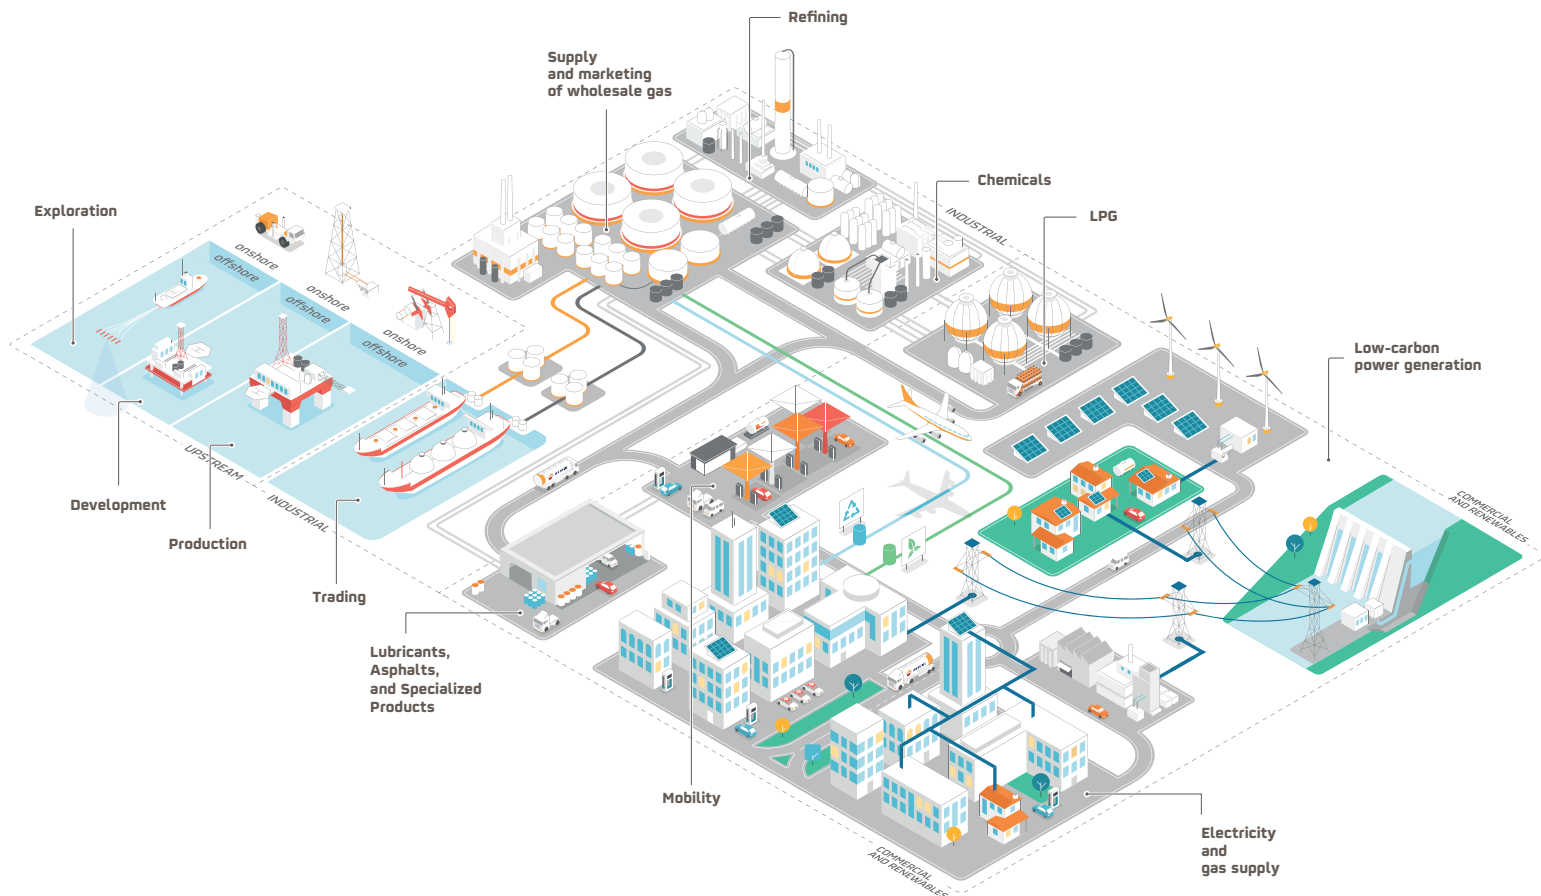 Refining
Supply
and marketing
of wholesale gas
Chemicals
INDUSTRIAL
LPG
Exploration
onshore
offshore
onshore
offshore
onshore
offshore
Low-carbon
power generation
UPSTREAM
INDUSTRIAL
Development
Production
Trading
COMMERCIAL
AND RENEWABLES
Lubricants,
Asphalts,
and Specialized
Products
Mobility
Electricity
and
gas supply
COMMERCIAL
AND RENEWABLES